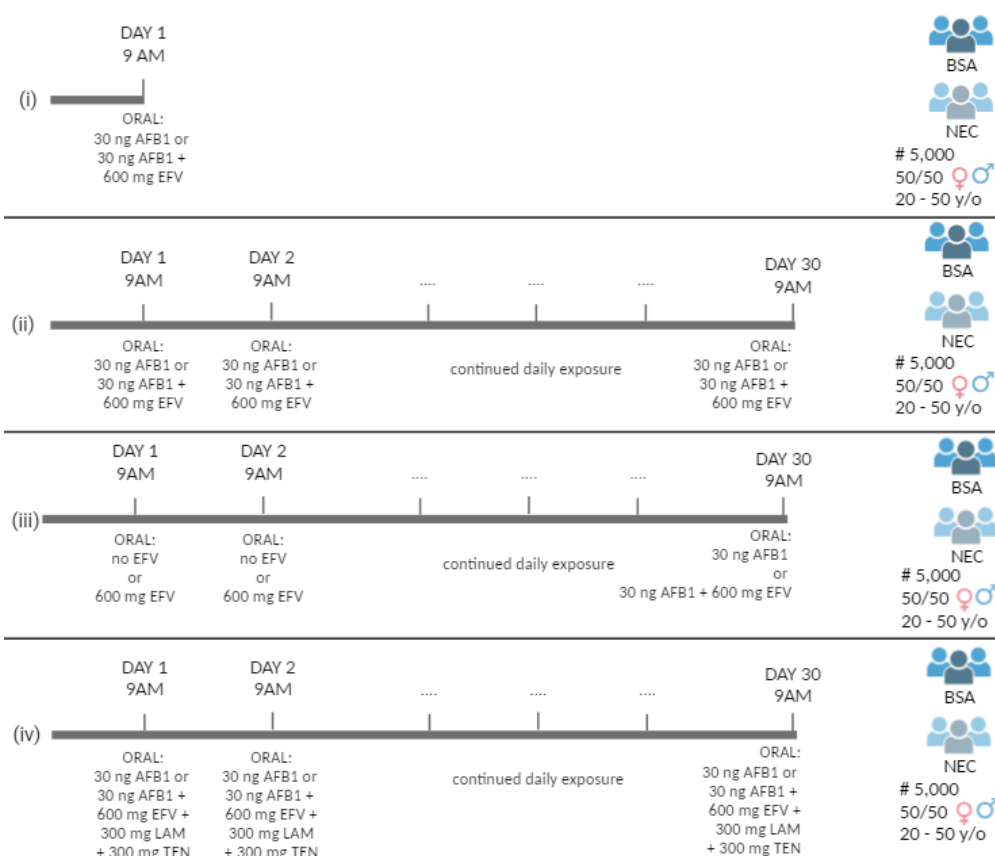 DAY 1
9 AM
(i)
ORAL:
30 ng AFB1 or
30 ng AFB1 +
600 mg EFV
BSA
NEC
# 5,000
50/50 ♀♂
20 - 50 y/o
DAY 1
9AM
DAY 2
9AM
....
....
....
DAY 30
9AM
(ii)
ORAL:
30 ng AFB1 or
30 ng AFB1 +
600 mg EFV
ORAL:
30 ng AFB1 or
30 ng AFB1 +
600 mg EFV
continued daily exposure
ORAL:
30 ng AFB1 or
30 ng AFB1 +
600 mg EFV
BSA
NEC
# 5,000
50/50 ♀♂
20 - 50 y/o
DAY 1
9AM
DAY 2
9AM
....
....
....
DAY 30
9AM
(iii)
ORAL:
no EFV
or
600 mg EFV
ORAL:
no EFV
or
600 mg EFV
continued daily exposure
ORAL:
30 ng AFB1
or
30 ng AFB1 + 600 mg EFV
BSA
NEC
# 5,000
50/50 ♀♂
20 - 50 y/o
DAY 1
9AM
DAY 2
9AM
....
....
....
DAY 30
9AM
(iv)
ORAL:
30 ng AFB1 or
30 ng AFB1 +
600 mg EFV +
300 mg LAM
+ 300 mg TEN
ORAL:
30 ng AFB1 or
30 ng AFB1 +
600 mg EFV +
300 mg LAM
+ 300 mg TEN
continued daily exposure
ORAL:
30 ng AFB1 or
30 ng AFB1 +
600 mg EFV +
300 mg LAM
+ 300 mg TEN
BSA
NEC
# 5,000
50/50 ♀♂
20 - 50 y/o